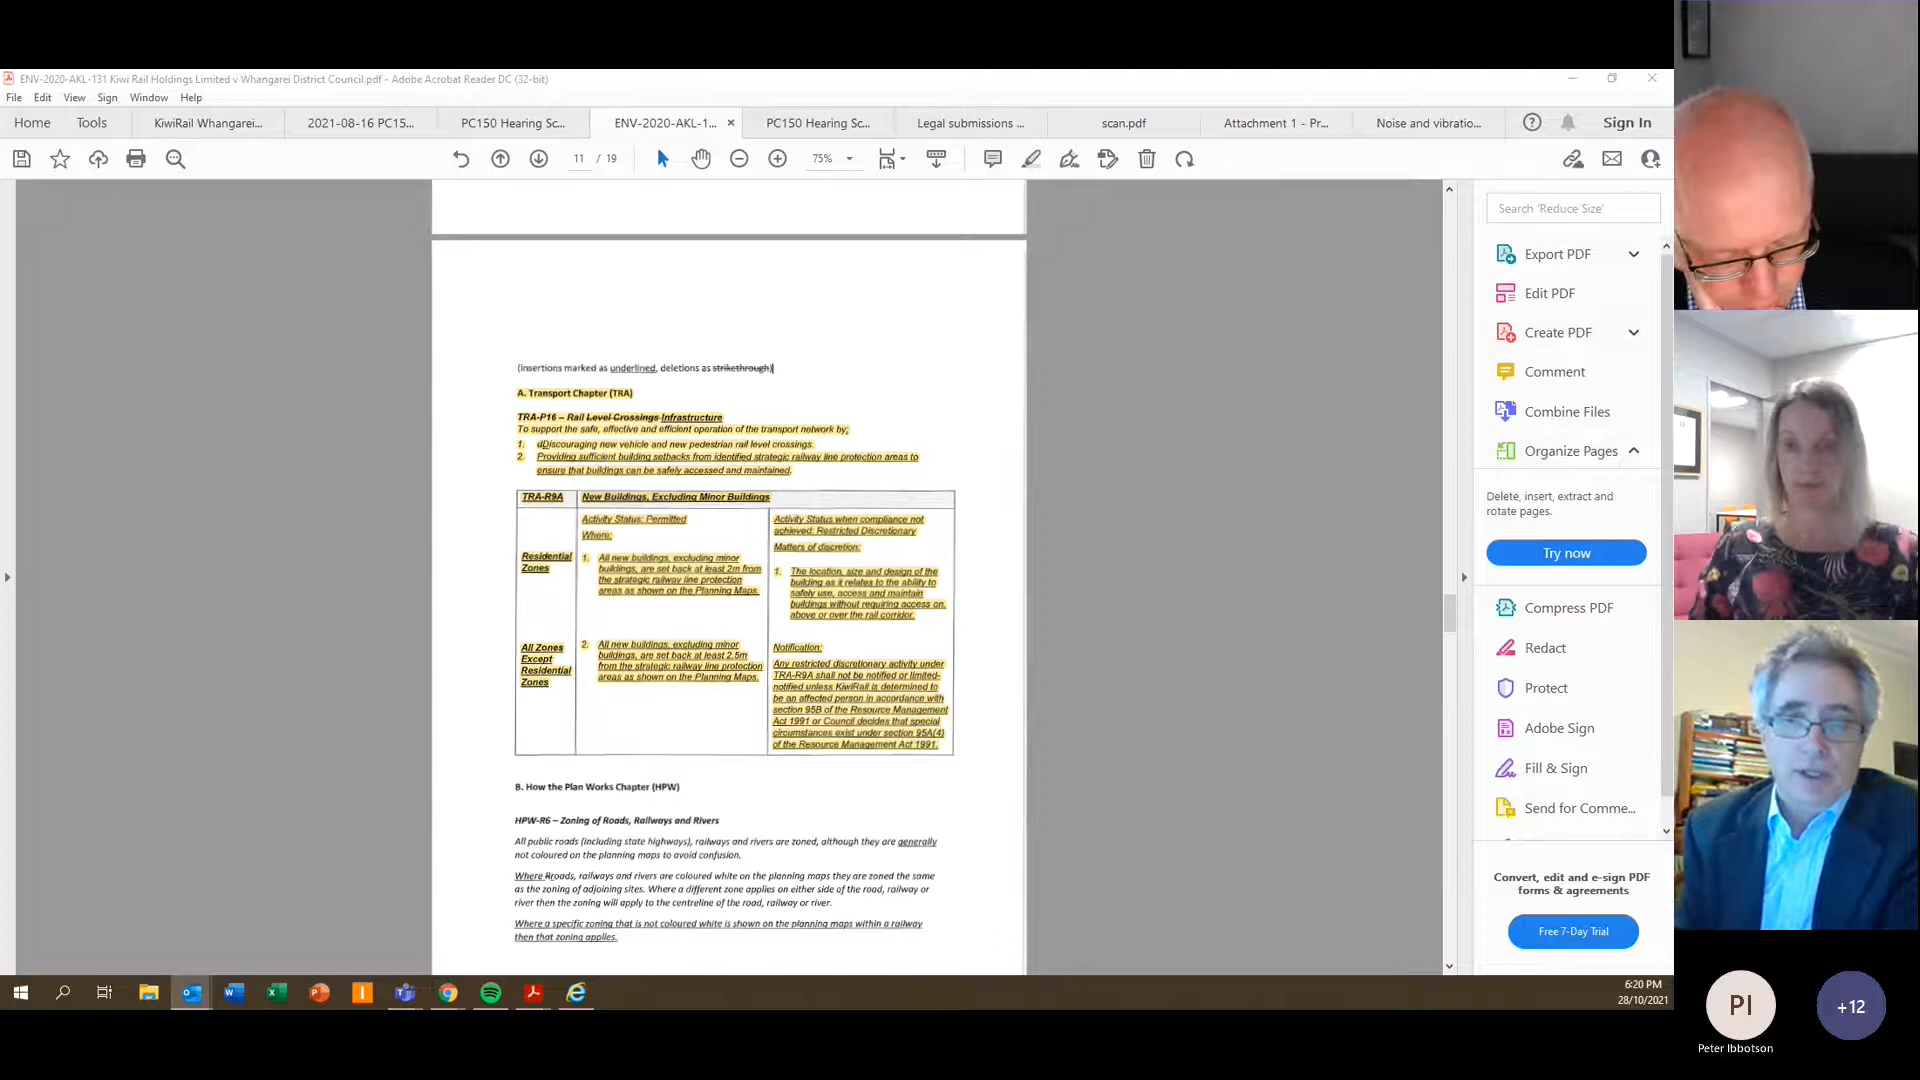 ENV-2020-AKL-131 Kiwi Rail Holdings Limited v Whangarei District Council.pdf - Adobe Acrobat Reader DC (32-bit)
File Edit View Sign Window Help
Home Tools KiwiRail Whangarei... 2021-08-16 PC15... PC150 Hearing Sc... ENV-2020-AKL-1... × PC150 Hearing Sc... Legal submissions ... scan.pdf Attachment 1 - Pr... Noise and vibratio... Sign In
11 / 19 75%
(Insertions marked as underlined, deletions as strikethrough)
A. Transport Chapter (TRA)
TRA-P16 – Rail Level Crossings Infrastructure
To support the safe, effective and efficient operation of the transport network by:
1. dDiscouraging new vehicle and new pedestrian rail level crossings.
2. Providing sufficient building setbacks from identified strategic railway line protection areas to
ensure that buildings can be safely accessed and maintained.
TRA-R9A New Buildings, Excluding Minor Buildings
Residential
Zones
Activity Status: Permitted
Where:
1. All new buildings, excluding minor
buildings, are set back at least 2m from
the strategic railway line protection
areas as shown on the Planning Maps.
All Zones
Except
Residential
Zones
2. All new buildings, excluding minor
buildings, are set back at least 2.5m
from the strategic railway line protection
areas as shown on the Planning Maps.
Activity Status when compliance not
achieved: Restricted Discretionary
Matters of discretion:
1. The location, size and design of the
building as it relates to the ability to
safely use, access and maintain
buildings without requiring access on,
above or over the rail corridor.
Notification:
Any restricted discretionary activity under
TRA-R9A shall not be notified or limited-
notified unless KiwiRail is determined to
be an affected person in accordance with
section 95B of the Resource Management
Act 1991 or Council decides that special
circumstances exist under section 95A(4)
of the Resource Management Act 1991.
B. How the Plan Works Chapter (HPW)
HPW-R6 – Zoning of Roads, Railways and Rivers
All public roads (including state highways), railways and rivers are zoned, although they are generally
not coloured on the planning maps to avoid confusion.
Where Rroads, railways and rivers are coloured white on the planning maps they are zoned the same
as the zoning of adjoining sites. Where a different zone applies on either side of the road, railway or
river then the zoning will apply to the centreline of the road, railway or river.
Where a specific zoning that is not coloured white is shown on the planning maps within a railway
then that zoning applies.
Search 'Reduce Size'
Export PDF
Edit PDF
Create PDF
Comment
Combine Files
Organize Pages
Delete, insert, extract and
rotate pages.
Try now
Compress PDF
Redact
Protect
Adobe Sign
Fill & Sign
Send for Comme...
Convert, edit and e-sign PDF
forms & agreements
Free 7-Day Trial
6:20 PM
28/10/2021
PI
+12
Peter Ibbotson